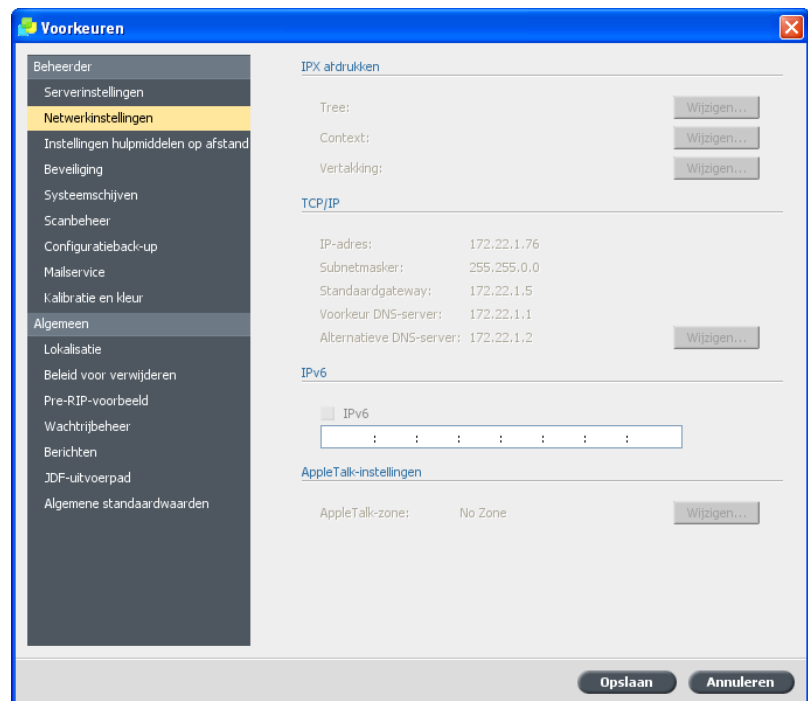 Voorkeuren
Beheerder
Serverinstellingen
Netwerkinstellingen
Instellingen hulpmiddelen op afstand
Beveiliging
Systeemschijven
Scanbeheer
Configuratieback-up
Mailservice
Kalibratie en kleur
Algemeen
Lokalisatie
Beleid voor verwijderen
Pre-RIP-voorbeeld
Wachtrijbeheer
Berichten
JDF-uitvoerpad
Algemene standaardwaarden
IPX afdrukken
Tree: Wijzigen...
Context: Wijzigen...
Vertakking: Wijzigen...
TCP/IP
IP-adres: 172.22.1.76
Subnetmasker: 255.255.0.0
Standaardgateway: 172.22.1.5
Voorkeur DNS-server: 172.22.1.1
Alternatieve DNS-server: 172.22.1.2 Wijzigen...
IPv6
IPv6
: : : : : : :
AppleTalk-instellingen
AppleTalk-zone: No Zone Wijzigen...
Opslaan Annuleren